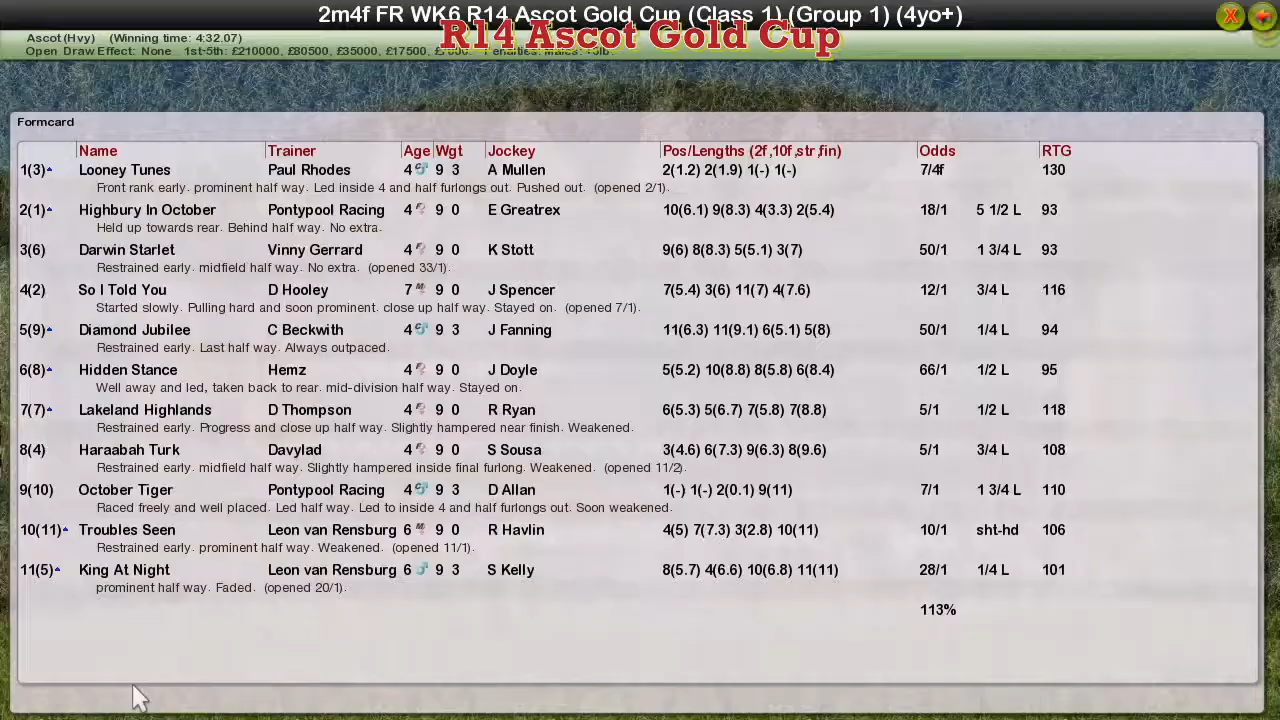 2m4f FR WK6 R14 Ascot Gold Cup (Class 1) (Group 1) (4yo+)
R14 Ascot Gold Cup
Ascot(Hvy) (Winning time: 4:32.07)
Open Draw Effect: None 1st-5th: £210000, £80500, £35000, £17500, Penalties: Males:
Formcard
Name Trainer Age Wgt Jockey Pos/Lengths (2f,10f,str,fin) Odds RTG
1(3) Looney Tunes Paul Rhodes 4 9 3 A Mullen 2(1.2) 2(1.9) 1(-) 1(-) 7/4f 130
Front rank early. prominent half way. Led inside 4 and half furlongs out. Pushed out. (opened 2/1).
2(1) Highbury In October Pontypool Racing 4 9 0 E Greatrex 10(6.1) 9(8.3) 4(3.3) 2(5.4) 18/1 5 1/2 L 93
Held up towards rear. Behind half way. No extra.
3(6) Darwin Starlet Vinny Gerrard 4 9 0 K Stott 9(6) 8(8.3) 5(5.1) 3(7) 50/1 1 3/4 L 93
Restrained early. midfield half way. No extra. (opened 33/1).
4(2) So I Told You D Hooley 7 9 0 J Spencer 7(5.4) 3(6) 11(7) 4(7.6) 12/1 3/4 L 116
Started slowly. Pulling hard and soon prominent. close up half way. Stayed on. (opened 7/1).
5(9) Diamond Jubilee C Beckwith 4 9 3 J Fanning 11(6.3) 11(9.1) 6(5.1) 5(8) 50/1 1/4 L 94
Restrained early. Last half way. Always outpaced.
6(8) Hidden Stance Hemz 4 9 0 J Doyle 5(5.2) 10(8.8) 8(5.8) 6(8.4) 66/1 1/2 L 95
Well away and led, taken back to rear. mid-division half way. Stayed on.
7(7) Lakeland Highlands D Thompson 4 9 0 R Ryan 6(5.3) 5(6.7) 7(5.8) 7(8.8) 5/1 1/2 L 118
Restrained early. Progress and close up half way. Slightly hampered near finish. Weakened.
8(4) Haraabah Turk Davylad 4 9 0 S Sousa 3(4.6) 6(7.3) 9(6.3) 8(9.6) 5/1 3/4 L 108
Restrained early. midfield half way. Slightly hampered inside final furlong. Weakened. (opened 11/2).
9(10) October Tiger Pontypool Racing 4 9 3 D Allan 1(-) 1(-) 2(0.1) 9(11) 7/1 1 3/4 L 110
Raced freely and well placed. Led half way. Led to inside 4 and half furlongs out. Soon weakened.
10(11) Troubles Seen Leon van Rensburg 6 9 0 R Havlin 4(5) 7(7.3) 3(2.8) 10(11) 10/1 sht-hd 106
Restrained early. prominent half way. Weakened. (opened 11/1).
11(5) King At Night Leon van Rensburg 6 9 3 S Kelly 8(5.7) 4(6.6) 10(6.8) 11(11) 28/1 1/4 L 101
prominent half way. Faded. (opened 20/1).
113%